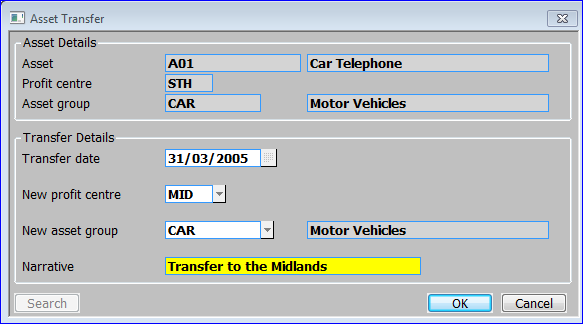 Asset Transfer
Asset Details
Asset A01 Car Telephone
Profit centre STH
Asset group CAR Motor Vehicles
Transfer Details
Transfer date 31/03/2005
New profit centre MID
New asset group CAR Motor Vehicles
Narrative Transfer to the Midlands
Search OK Cancel